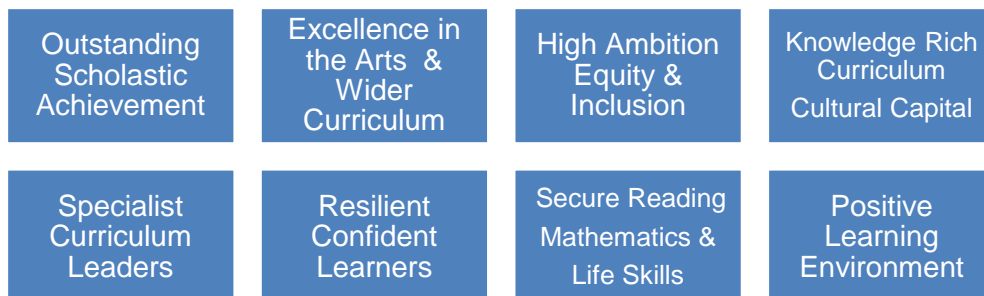 Outstanding
Scholastic
Achievement
Excellence in
the Arts & 
Wider
Curriculum
High Ambition
Equity &
Inclusion
Knowledge Rich
Curriculum
Cultural Capital
Specialist
Curriculum
Leaders
Resilient
Confident
Learners
Secure Reading
Mathematics &
Life Skills
Positive
Learning
Environment